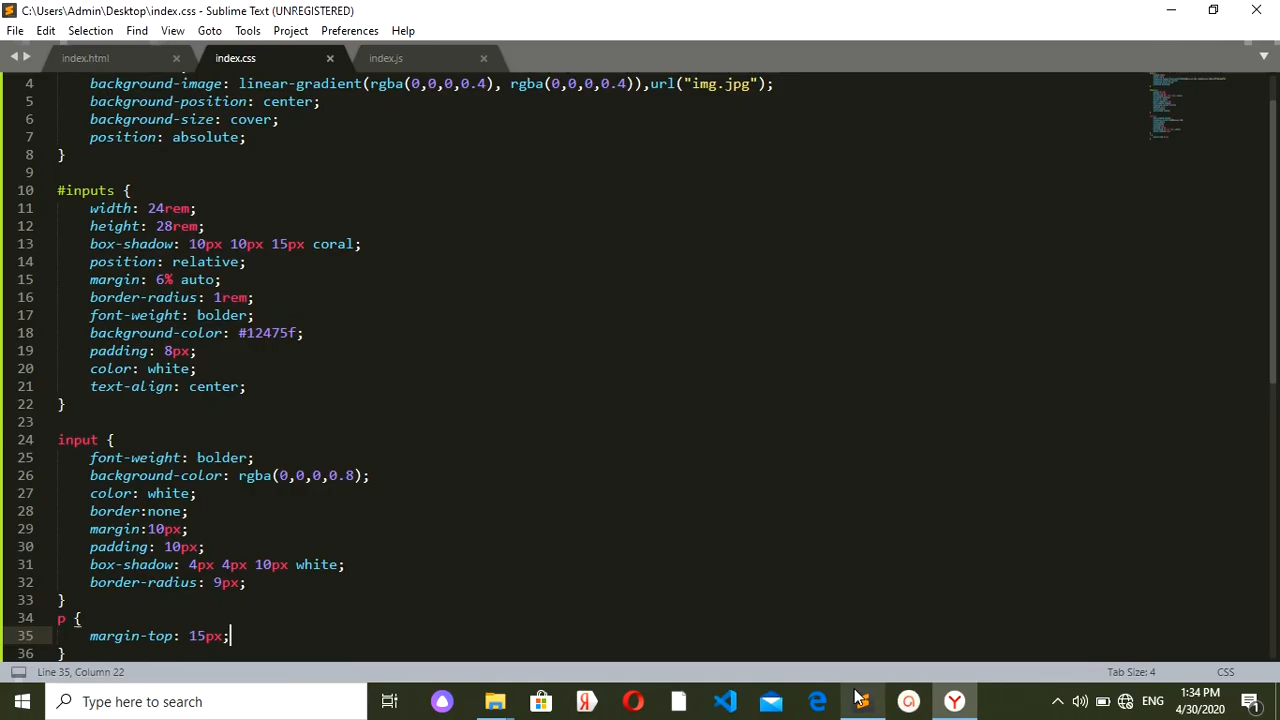 C:\Users\Admin\Desktop\index.css - Sublime Text (UNREGISTERED)
File Edit Selection Find View Goto Tools Project Preferences Help
index.html index.css index.js
4 background-image: linear-gradient(rgba(0,0,0,0.4), rgba(0,0,0,0.4)),url("img.jpg");
5 background-position: center;
6 background-size: cover;
7 position: absolute;
8 }
9
10 #inputs {
11 width: 24rem;
12 height: 28rem;
13 box-shadow: 10px 10px 15px coral;
14 position: relative;
15 margin: 6% auto;
16 border-radius: 1rem;
17 font-weight: bolder;
18 background-color: #12475f;
19 padding: 8px;
20 color: white;
21 text-align: center;
22 }
23
24 input {
25 font-weight: bolder;
26 background-color: rgba(0,0,0,0.8);
27 color: white;
28 border:none;
29 margin:10px;
30 padding: 10px;
31 box-shadow: 4px 4px 10px white;
32 border-radius: 9px;
33 }
34 p {
35 margin-top: 15px;
36 }
Line 35, Column 22 Tab Size: 4 CSS
Type here to search ENG 1:34 PM
4/30/2020